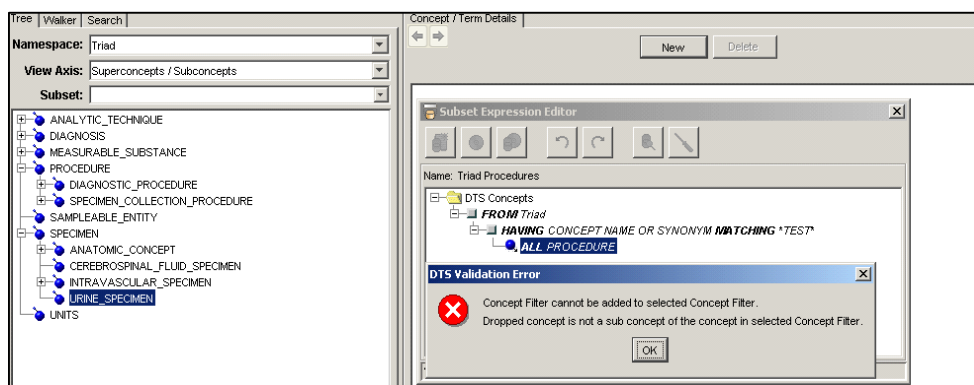 Tree Walker Search
Namespace: Triad
View Axis: Superconcepts / Subconcepts
Subset:
ANALYTIC_TECHNIQUE
DIAGNOSIS
MEASURABLE_SUBSTANCE
PROCEDURE
DIAGNOSTIC_PROCEDURE
SPECIMEN_COLLECTION_PROCEDURE
SAMPLEABLE_ENTITY
SPECIMEN
ANATOMIC_CONCEPT
CEREBROSPINAL_FLUID_SPECIMEN
INTRAVASCULAR_SPECIMEN
URINE_SPECIMEN
UNITS
Concept / Term Details
New Delete
Subset Expression Editor
Name: Triad Procedures
DTS Concepts
FROM Triad
HAVING CONCEPT NAME OR SYNONYM MATCHING *TEST*
ALL PROCEDURE
DTS Validation Error
Concept Filter cannot be added to selected Concept Filter.
Dropped concept is not a sub concept of the concept in selected Concept Filter.
OK